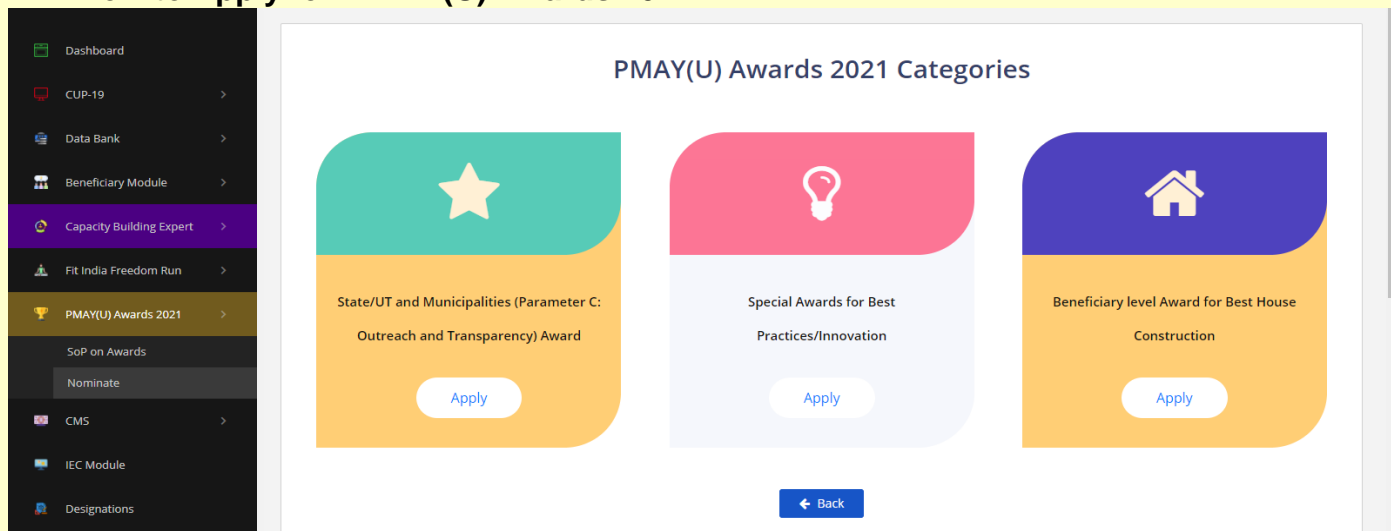 Dashboard
CUP-19
Data Bank
Beneficiary Module
Capacity Building Expert
Fit India Freedom Run
PMAY(U) Awards 2021
SoP on Awards
Nominate
CMS
IEC Module
Designations
PMAY(U) Awards 2021 Categories
State/UT and Municipalities (Parameter C:
Outreach and Transparency) Award
Apply
Special Awards for Best
Practices/Innovation
Apply
Beneficiary level Award for Best House
Construction
Apply
Back